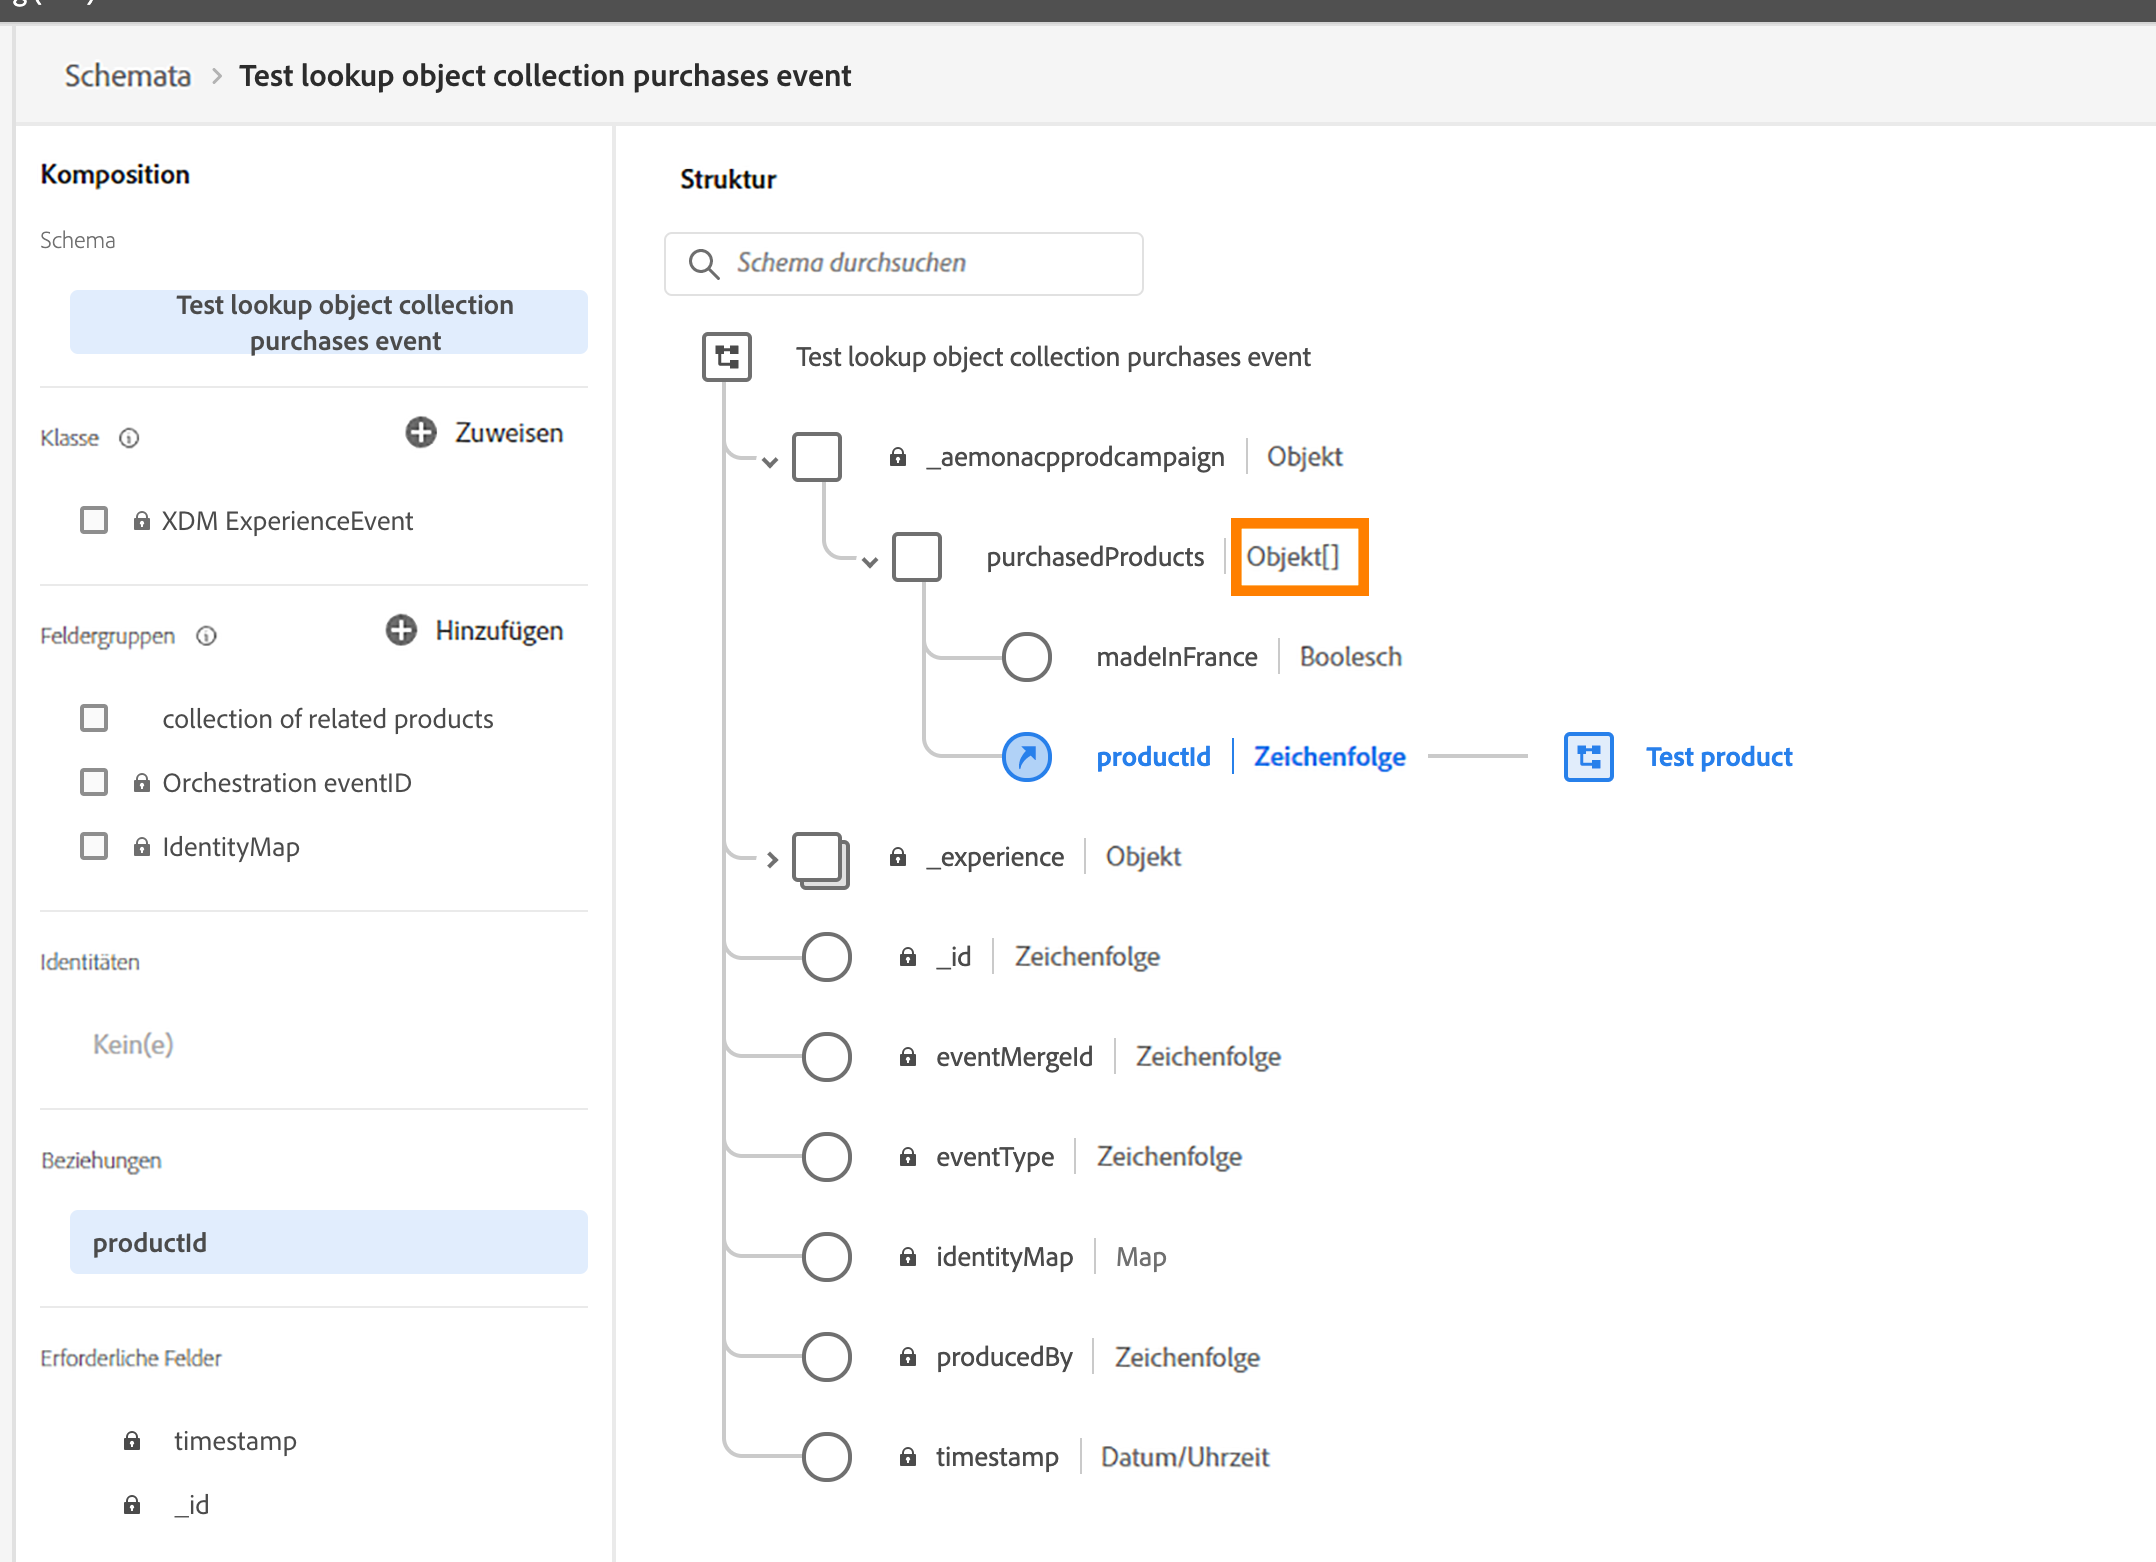 Schemata > Test lookup object collection purchases event
Komposition
Schema
Test lookup object collection
purchases event
Klasse
Zuweisen
XDM ExperienceEvent
Feldergruppen
Hinzufügen
collection of related products
Orchestration eventID
IdentityMap
Identitäten
Kein(e)
Beziehungen
productId
Erforderliche Felder
timestamp
_id
Struktur
Schema durchsuchen
Test lookup object collection purchases event
_aemonacpprodcampaign | Objekt
purchasedProducts | Objekt[]
madeInFrance | Boolesch
productId | Zeichenfolge
Test product
_experience | Objekt
_id | Zeichenfolge
eventMergeId | Zeichenfolge
eventType | Zeichenfolge
identityMap | Map
producedBy | Zeichenfolge
timestamp | Datum/Uhrzeit